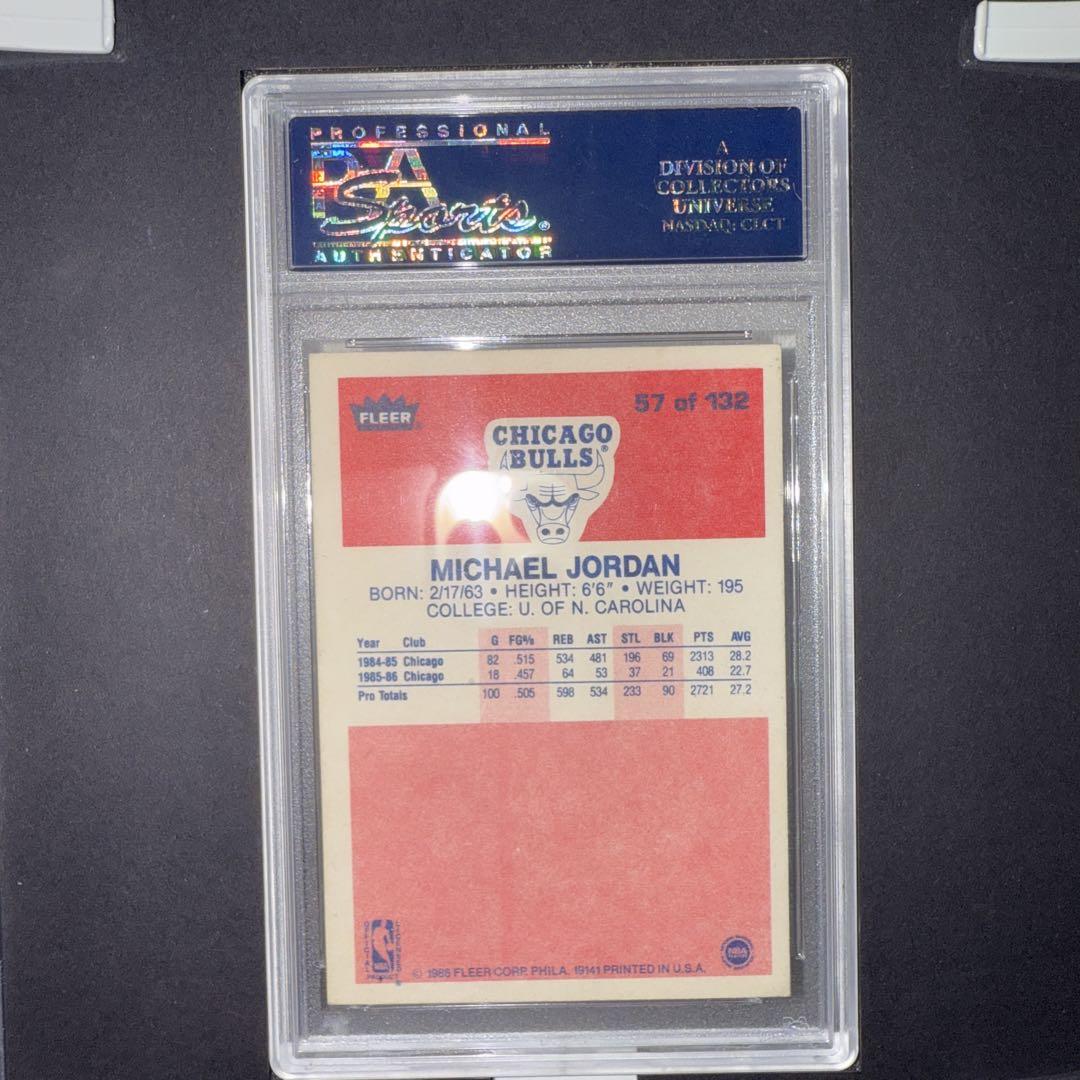 PROFESSIONAL
PSA
Sports®
AUTHENTICATOR
A
DIVISION OF
COLLECTORS
UNIVERSE
NASDAQ: CLCT
FLEER
57 of 132
CHICAGO
BULLS®
MICHAEL JORDAN
BORN: 2/17/63 • HEIGHT: 6'6" • WEIGHT: 195
COLLEGE: U. OF N. CAROLINA
Year Club G FG% REB AST STL BLK PTS AVG
1984-85 Chicago 82 .515 534 481 196 69 2313 28.2
1985-86 Chicago 18 .457 64 53 37 21 408 22.7
Pro Totals 100 .505 598 534 233 90 2721 27.2
OFFICIAL
LICENSED
PRODUCT
NBA
© 1986 FLEER CORP. PHILA. 19141 PRINTED IN U.S.A.